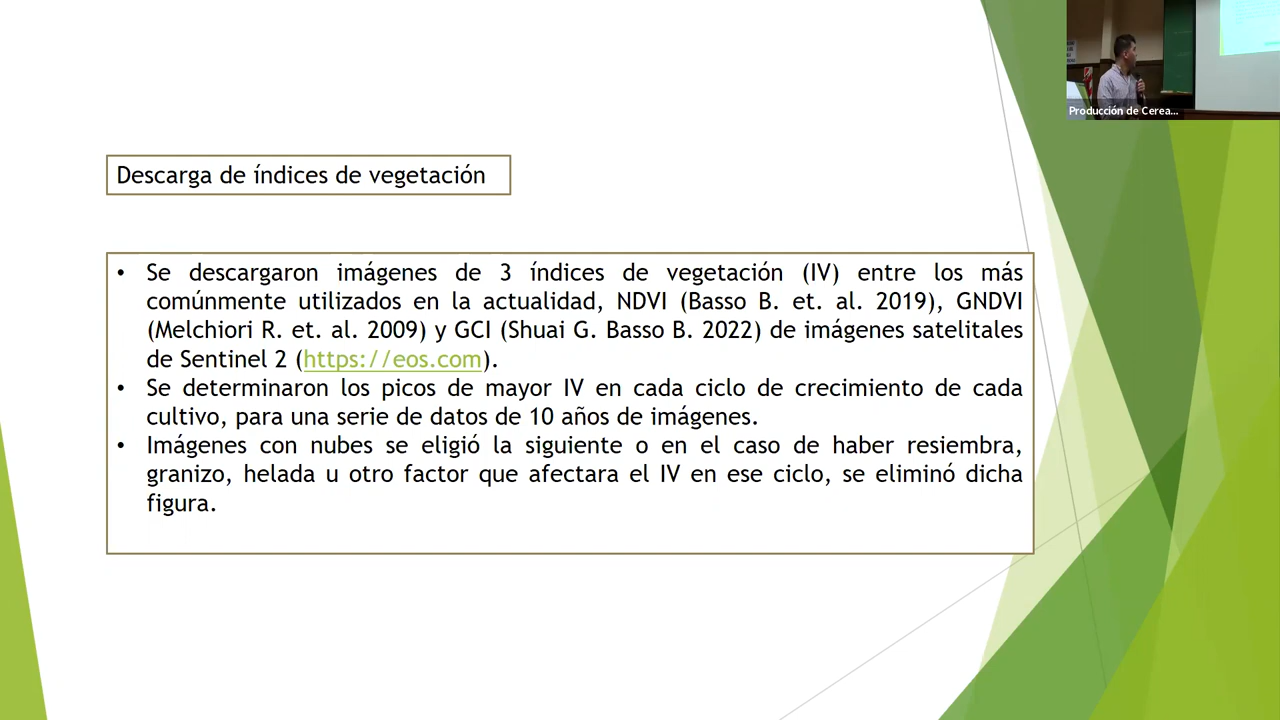 Producción de Cerea...
Descarga de índices de vegetación
• Se descargaron imágenes de 3 índices de vegetación (IV) entre los más
comúnmente utilizados en la actualidad, NDVI (Basso B. et. al. 2019), GNDVI
(Melchiori R. et. al. 2009) y GCI (Shuai G. Basso B. 2022) de imágenes satelitales
de Sentinel 2 (https://eos.com).
• Se determinaron los picos de mayor IV en cada ciclo de crecimiento de cada
cultivo, para una serie de datos de 10 años de imágenes.
• Imágenes con nubes se eligió la siguiente o en el caso de haber resiembra,
granizo, helada u otro factor que afectara el IV en ese ciclo, se eliminó dicha
figura.